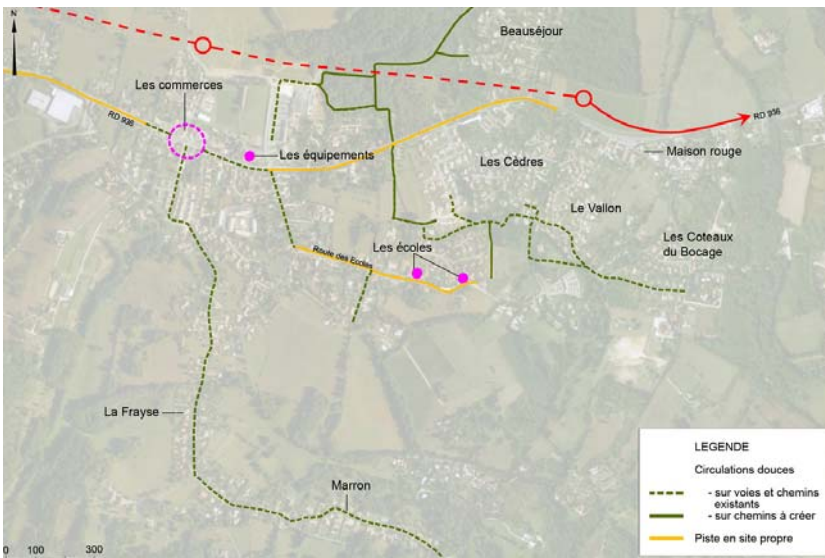 N
Beauséjour
Les commerces
RD 936
RD 936
Les équipements
Maison rouge
Les Cèdres
Le Vallon
Les écoles
Les Coteaux
du Bocage
Route des Ecoles
La Frayse
Marron
LEGENDE
Circulations douces
- sur voies et chemins
existants
- sur chemins à créer
Piste en site propre
0 100 300